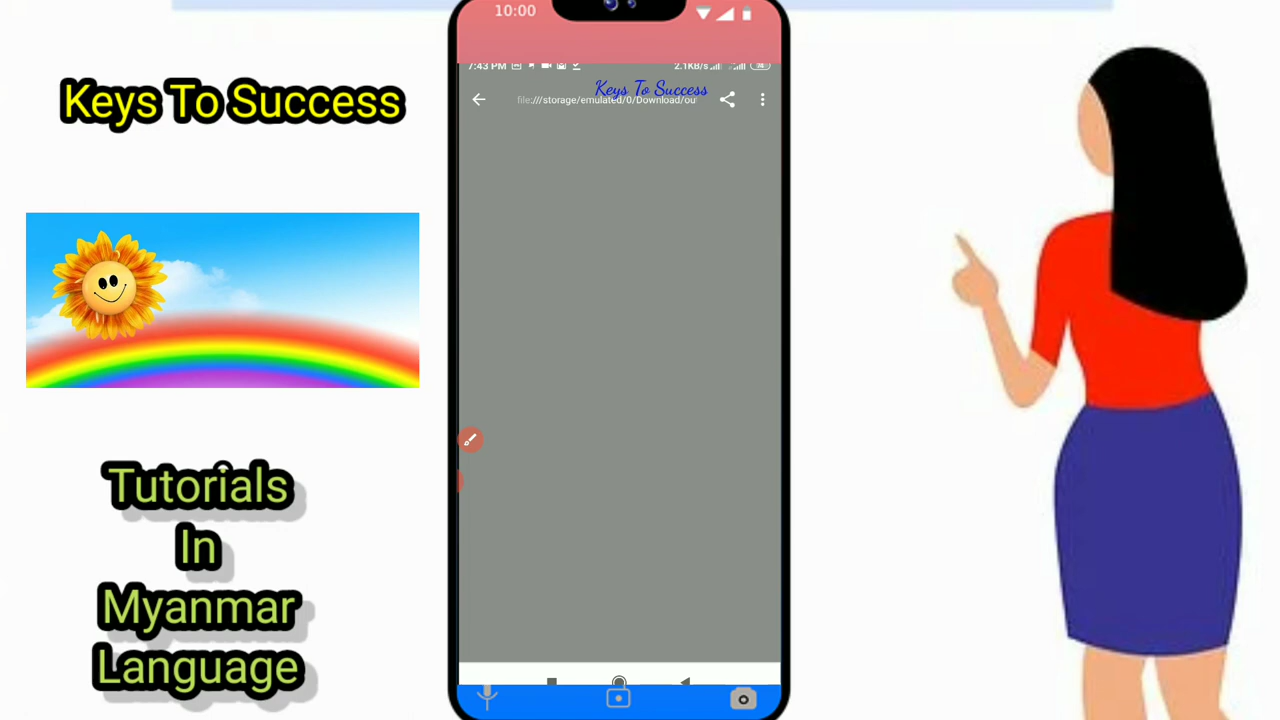 10:00
Keys To Success
7:43 PM
2.1KB/s
Keys To Success
file:///storage/emulated/0/Download/ou
Tutorials
In
Myanmar
Language